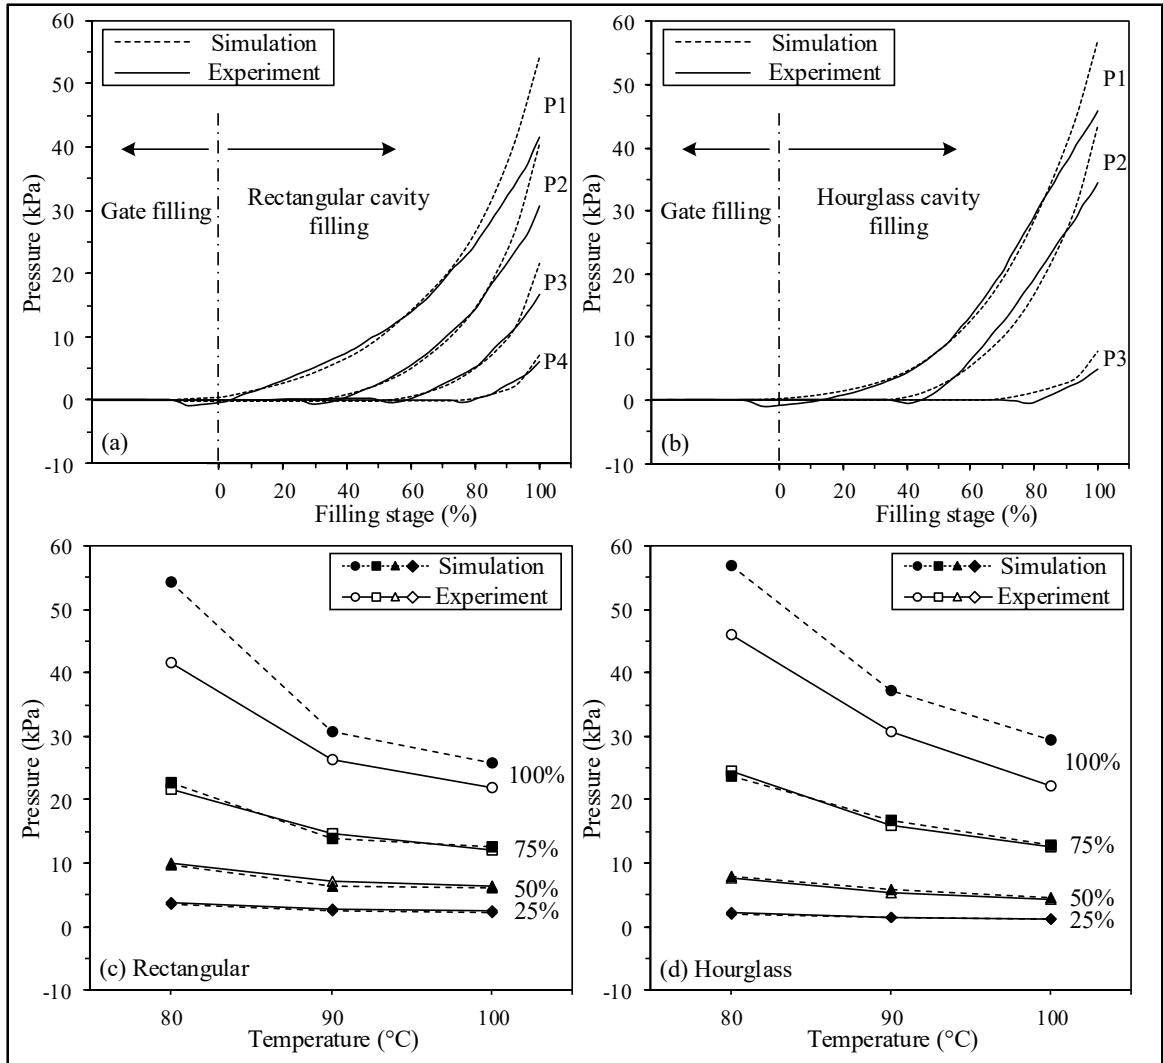 60
50
40
30
20
10
0
-10
Pressure (kPa)
Simulation
Experiment
P1
P2
P3
P4
Gate filling
Rectangular cavity
filling
(a)
0 20 40 60 80 100
Filling stage (%)
60
50
40
30
20
10
0
-10
Pressure (kPa)
Simulation
Experiment
P1
P2
P3
Gate filling
Hourglass cavity
filling
(b)
0 20 40 60 80 100
Filling stage (%)
60
50
40
30
20
10
0
-10
Pressure (kPa)
Simulation
Experiment
100%
75%
50%
25%
(c) Rectangular
80 90 100
Temperature (°C)
60
50
40
30
20
10
0
-10
Pressure (kPa)
Simulation
Experiment
100%
75%
50%
25%
(d) Hourglass
80 90 100
Temperature (°C)